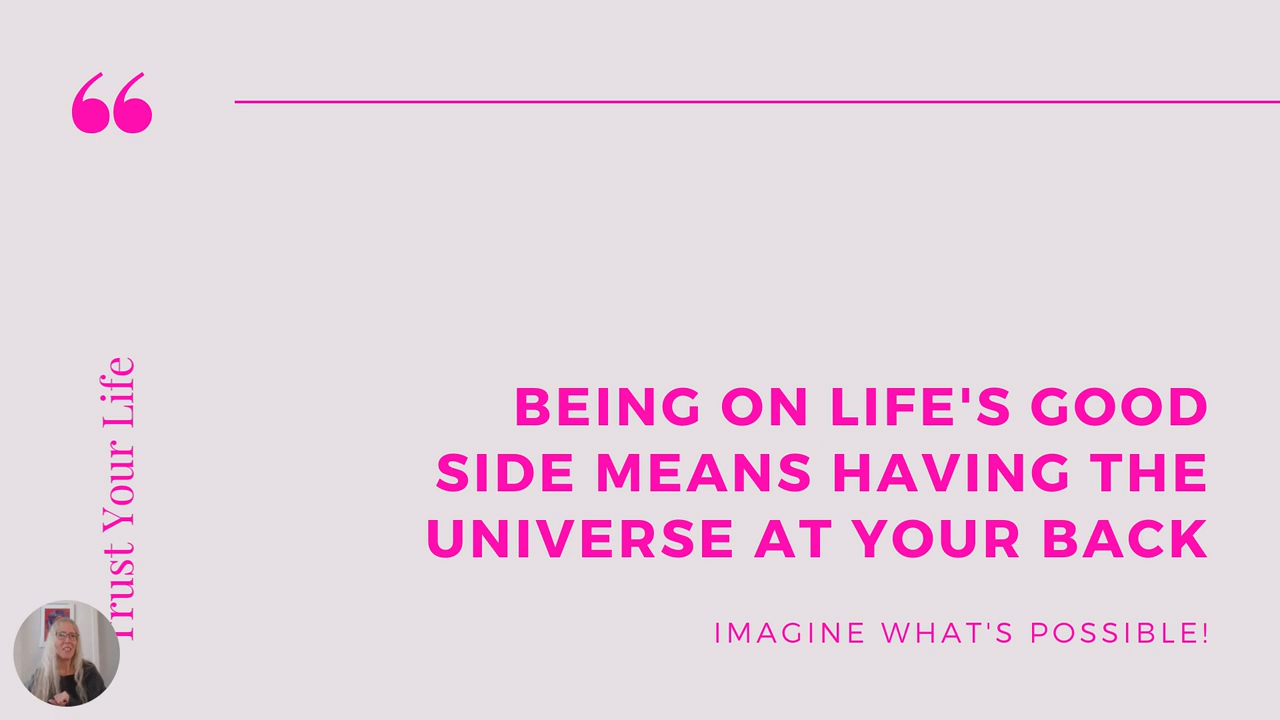 “
Trust Your Life
BEING ON LIFE'S GOOD
SIDE MEANS HAVING THE
UNIVERSE AT YOUR BACK
IMAGINE WHAT'S POSSIBLE!